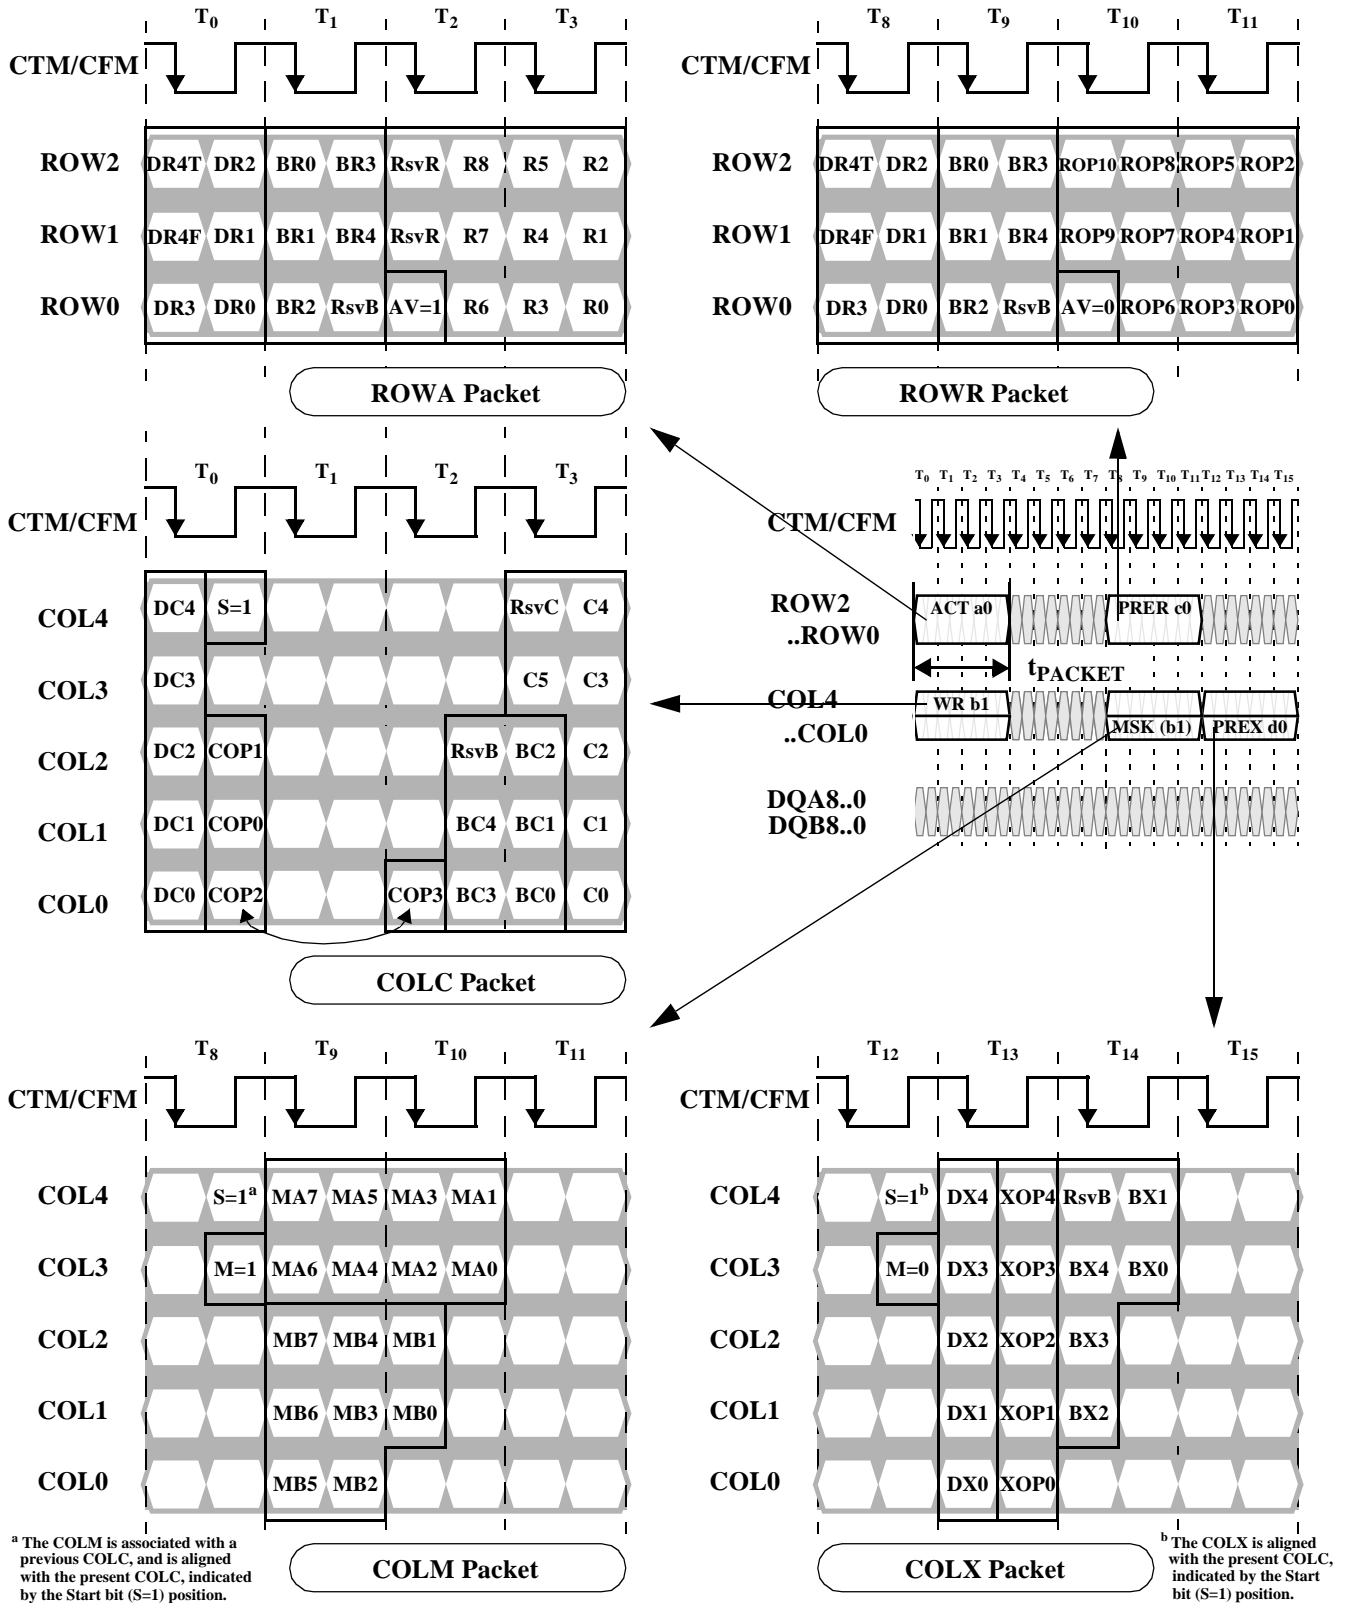 T0 T1 T2 T3
CTM/CFM
ROW2 DR4T DR2 BR0 BR3 RsvR R8 R5 R2
ROW1 DR4F DR1 BR1 BR4 RsvR R7 R4 R1
ROW0 DR3 DR0 BR2 RsvB AV=1 R6 R3 R0
ROWA Packet
T8 T9 T10 T11
CTM/CFM
ROW2 DR4T DR2 BR0 BR3 ROP10 ROP8 ROP5 ROP2
ROW1 DR4F DR1 BR1 BR4 ROP9 ROP7 ROP4 ROP1
ROW0 DR3 DR0 BR2 RsvB AV=0 ROP6 ROP3 ROP0
ROWR Packet
T0 T1 T2 T3
CTM/CFM
COL4 DC4 S=1 RsvC C4
COL3 DC3 C5 C3
COL2 DC2 COP1 RsvB BC2 C2
COL1 DC1 COP0 BC4 BC1 C1
COL0 DC0 COP2 COP3 BC3 BC0 C0
COLC Packet
T0 T1 T2 T3 T4 T5 T6 T7 T8 T9 T10 T11 T12 T13 T14 T15
CTM/CFM
ROW2 ACT a0 PRER c0
..ROW0
tPACKET
COL4 WR b1
..COL0 MSK (b1) PREX d0
DQA8..0
DQB8..0
T8 T9 T10 T11
CTM/CFM
COL4 S=1a MA7 MA5 MA3 MA1
COL3 M=1 MA6 MA4 MA2 MA0
COL2 MB7 MB4 MB1
COL1 MB6 MB3 MB0
COL0 MB5 MB2
COLM Packet
a The COLM is associated with a
previous COLC, and is aligned
with the present COLC, indicated
by the Start bit (S=1) position.
T12 T13 T14 T15
CTM/CFM
COL4 S=1b DX4 XOP4 RsvB BX1
COL3 M=0 DX3 XOP3 BX4 BX0
COL2 DX2 XOP2 BX3
COL1 DX1 XOP1 BX2
COL0 DX0 XOP0
COLX Packet
b The COLX is aligned
with the present COLC,
indicated by the Start
bit (S=1) position.